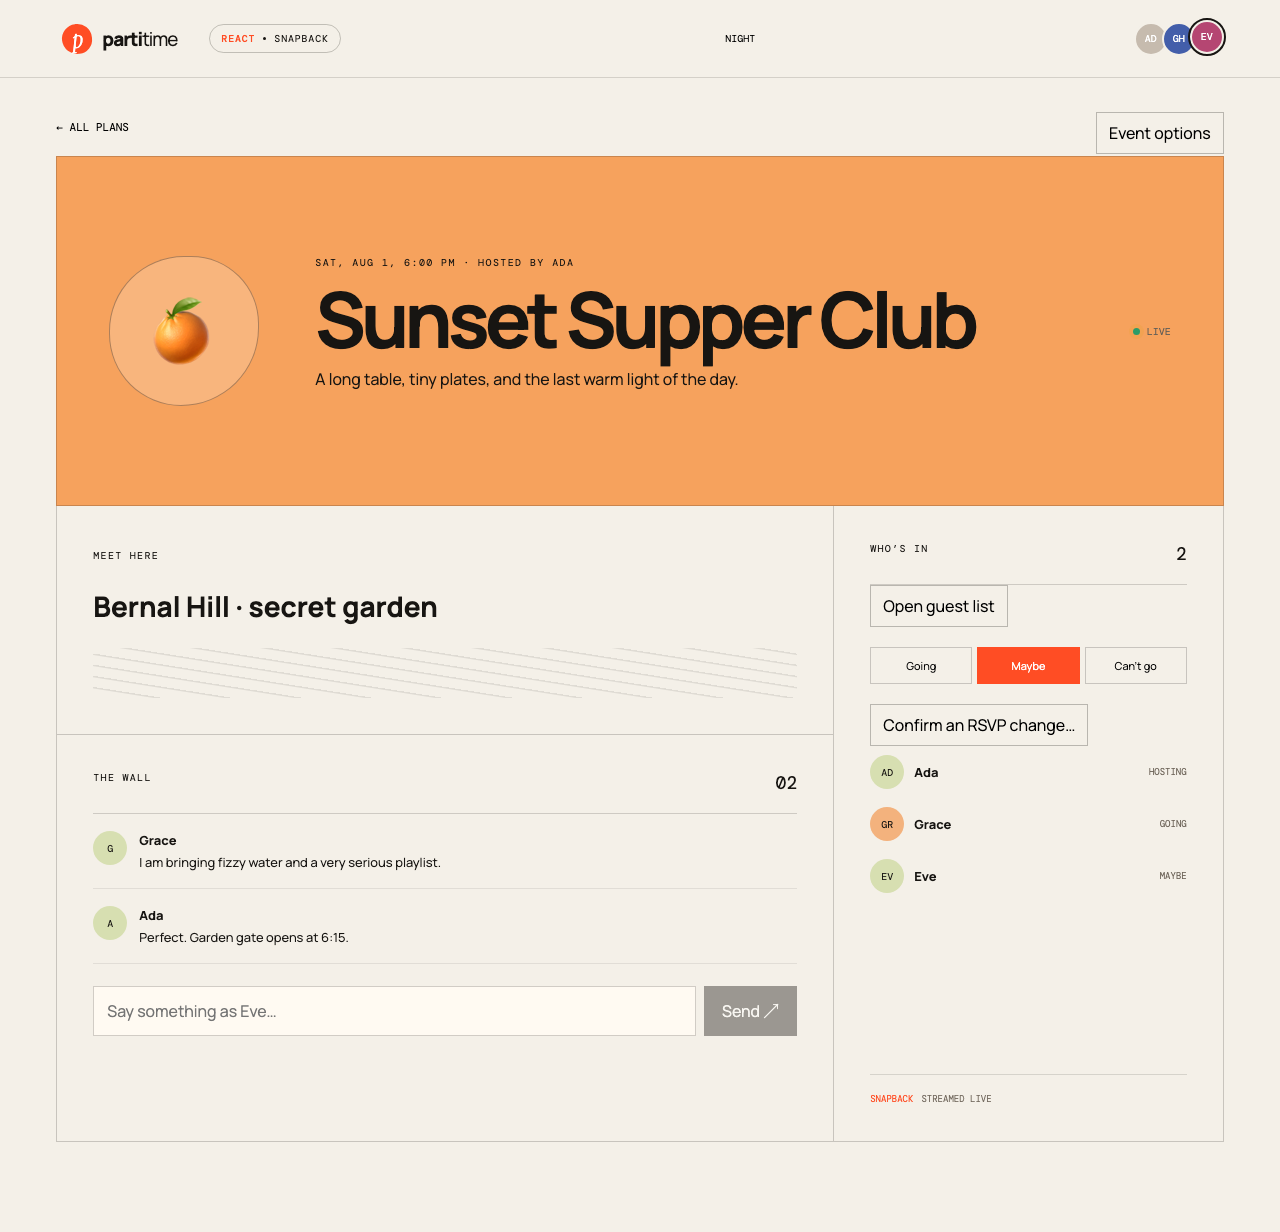 partitime
REACT • SNAPBACK
NIGHT
AD GH EV
← ALL PLANS
Event options
SAT, AUG 1, 6:00 PM · HOSTED BY ADA
Sunset Supper Club
A long table, tiny plates, and the last warm light of the day.
LIVE
MEET HERE
Bernal Hill · secret garden
THE WALL
02
G
Grace
I am bringing fizzy water and a very serious playlist.
A
Ada
Perfect. Garden gate opens at 6:15.
Say something as Eve…
Send ↗
WHO'S IN
2
Open guest list
Going
Maybe
Can't go
Confirm an RSVP change…
AD Ada HOSTING
GR Grace GOING
EV Eve MAYBE
SNAPBACK STREAMED LIVE